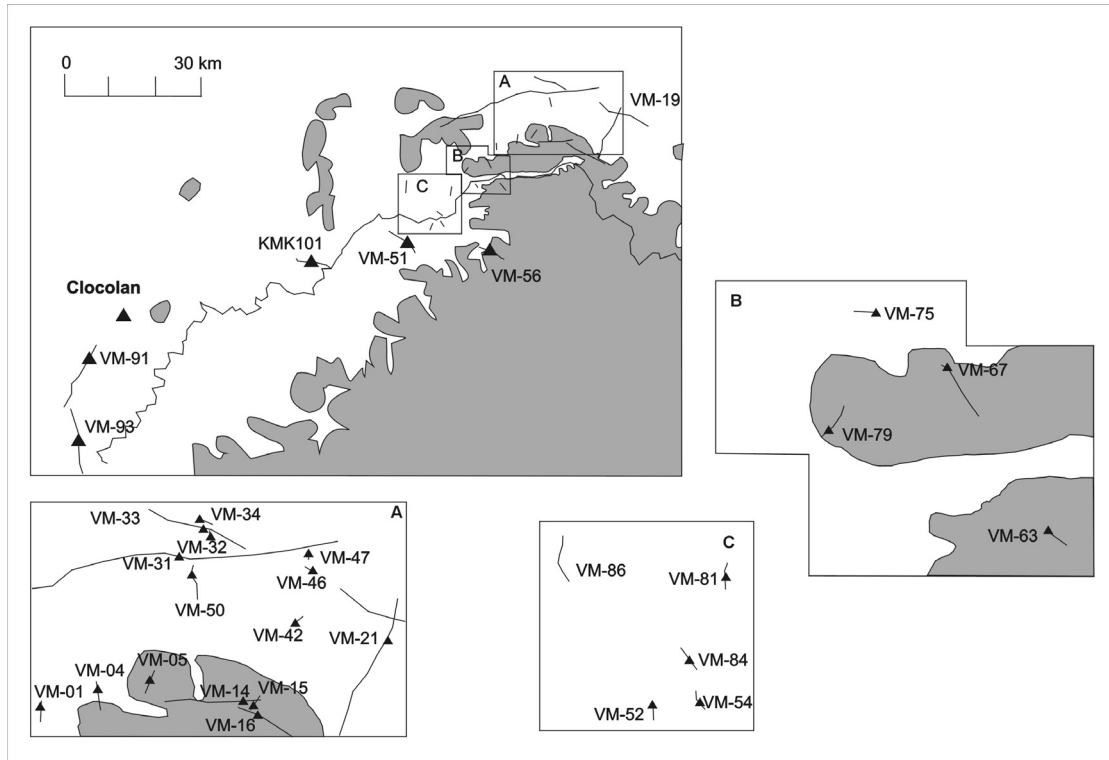 0 30 km
A
VM-19
B
C
KMK101
VM-51
VM-56
Clocolan
VM-91
VM-93
B
VM-75
VM-67
VM-79
VM-63
A
VM-33
VM-34
VM-32
VM-31
VM-47
VM-46
VM-50
VM-42
VM-21
VM-05
VM-04
VM-01
VM-14
VM-15
VM-16
C
VM-86
VM-81
VM-84
VM-54
VM-52